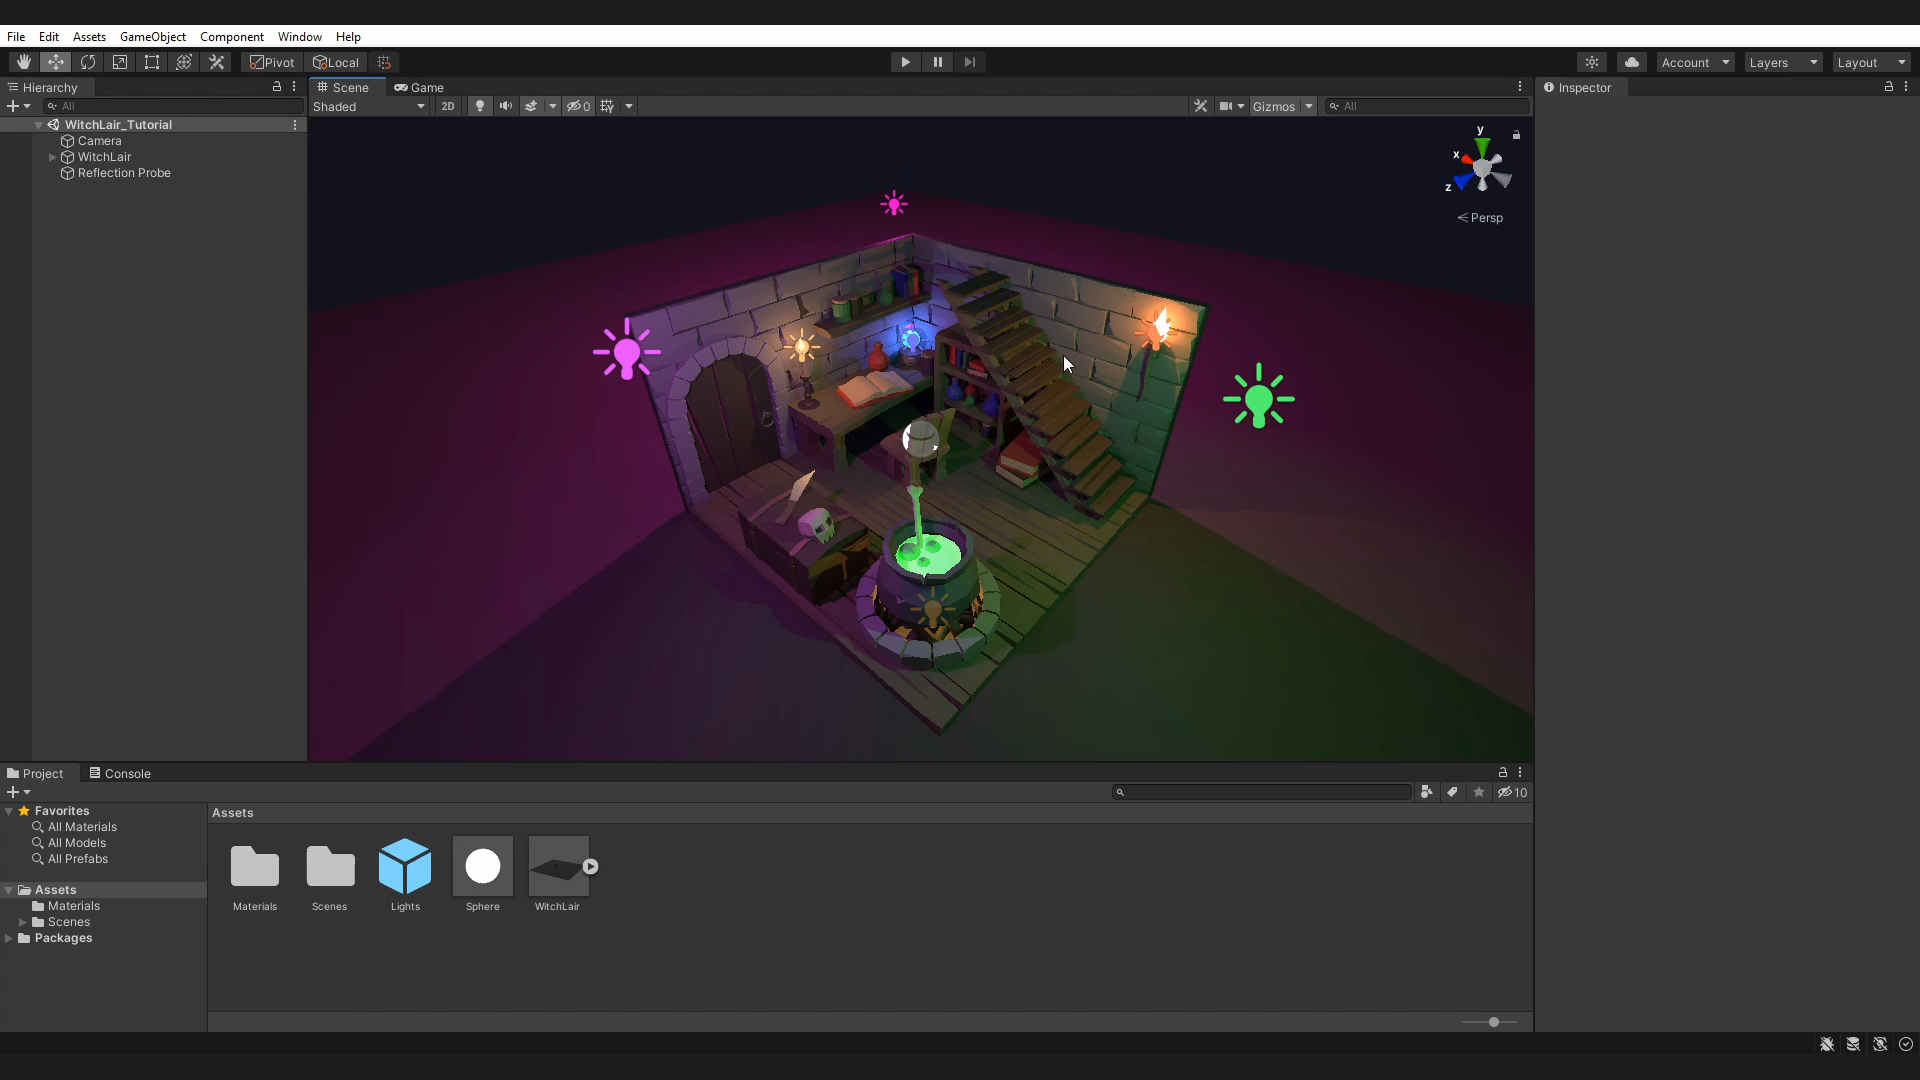 File Edit Assets GameObject Component Window Help
Pivot Local Account Layers Layout
Hierarchy
All
WitchLair_Tutorial
Camera
WitchLair
Reflection Probe
Scene Game
Shaded 2D 0 Gizmos All
y
x
z
Persp
Inspector
Project Console
10
Favorites
All Materials
All Models
All Prefabs
Assets
Materials
Scenes
Packages
Assets
Materials Scenes Lights Sphere WitchLair